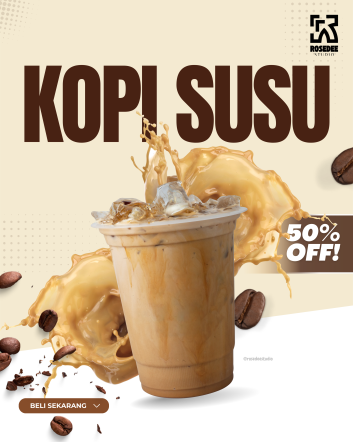 ROSEDEE
STUDIO
KOPI SUSU
50%
OFF!
BELI SEKARANG